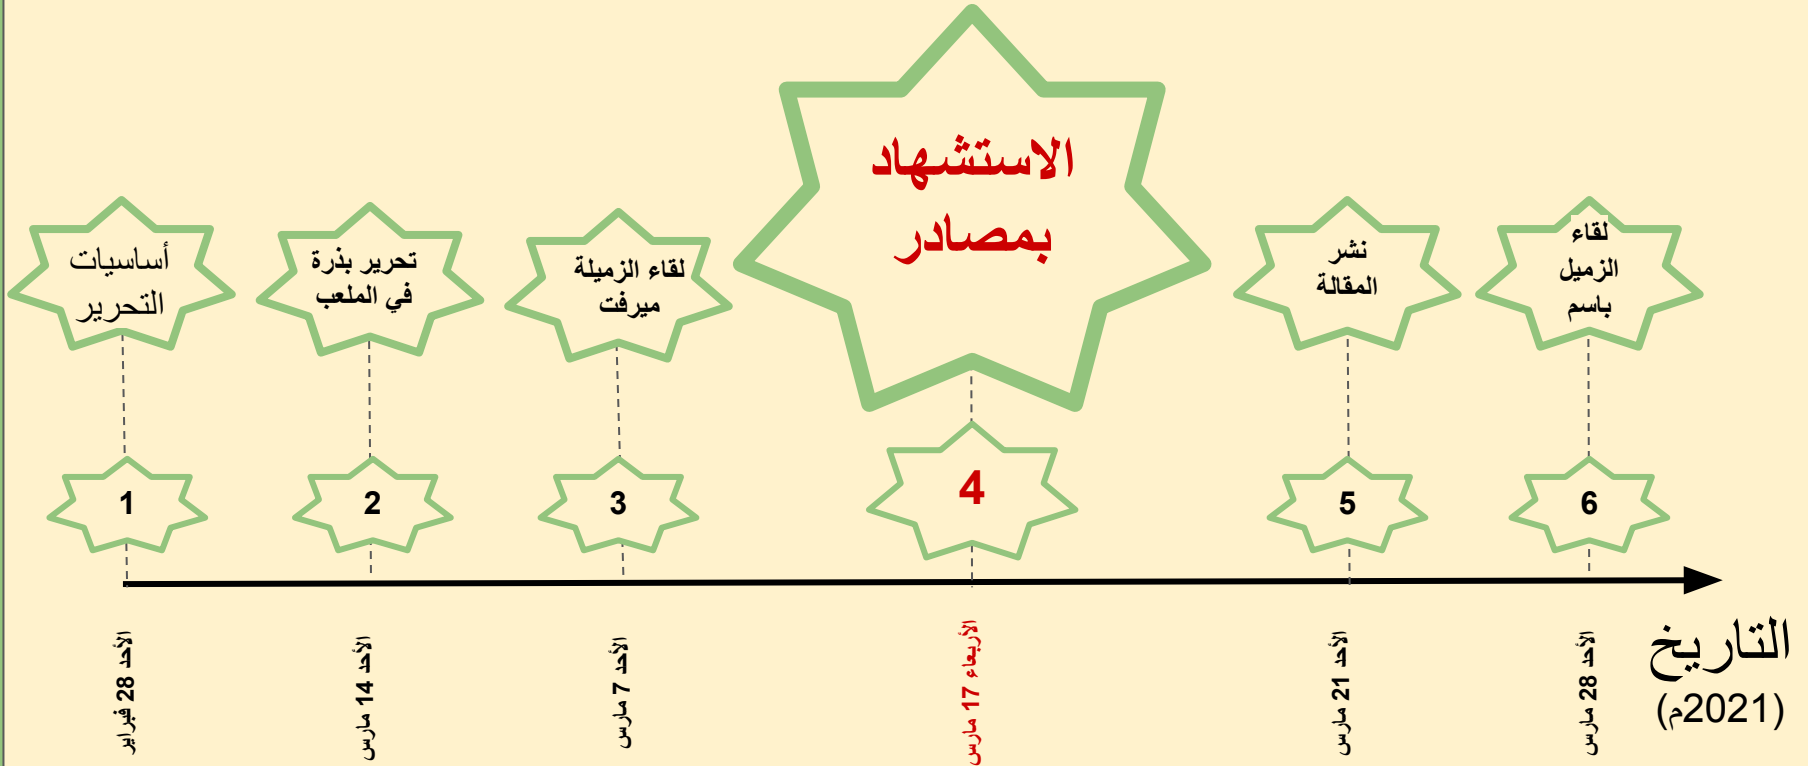 أساسيات
التحرير
تحرير بذرة
في الملعب
لقاء الزميلة
ميرفت
الاستشهاد
بمصادر
نشر
المقالة
لقاء
الزميل
باسم
1
2
3
4
5
6
الأحد 28 فبراير
الأحد 14 مارس
الأحد 7 مارس
الأربعاء 17 مارس
الأحد 21 مارس
الأحد 28 مارس
التاريخ
(2021م)